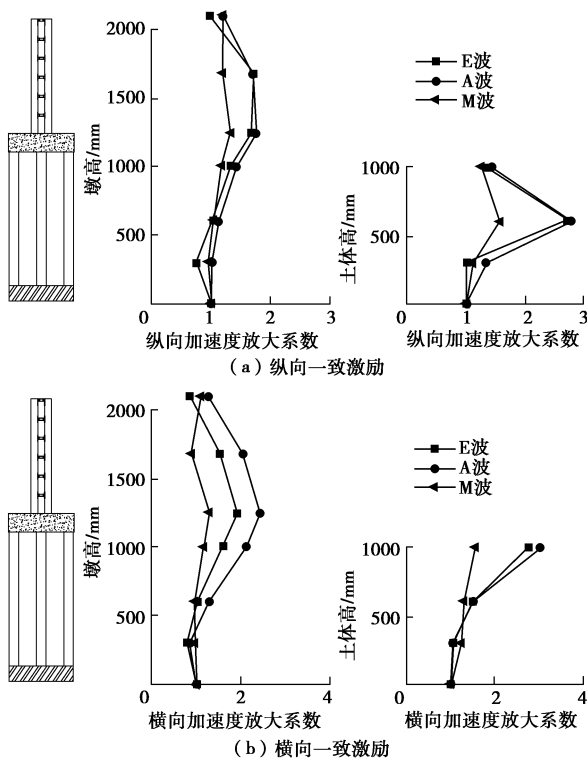 2000
1500
1000
500
墩高/mm
0
1
2
3
纵向加速度放大系数
E波
A波
M波
1000
500
土体高/mm
0
1
2
3
纵向加速度放大系数
(a)纵向一致激励
2000
1500
1000
500
墩高/mm
0
2
4
横向加速度放大系数
E波
A波
M波
1000
500
土体高/mm
0
2
4
横向加速度放大系数
(b)横向一致激励